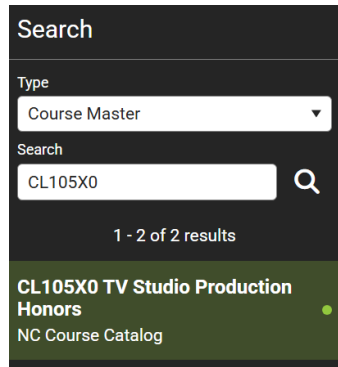 Search
Type
Course Master
Search
CL105X0
1 - 2 of 2 results
CL105X0 TV Studio Production
Honors
NC Course Catalog